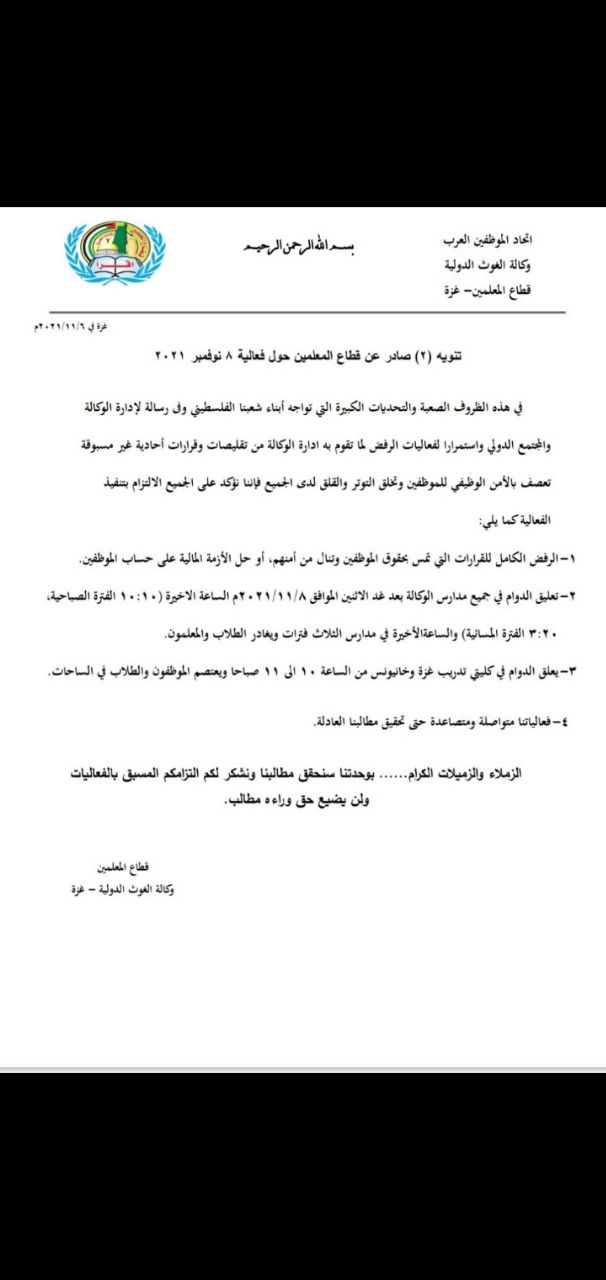 اتحاد الموظفين العرب
وكالة الغوث الدولية
قطاع المعلمين- غزة
بسم الله الرحمن الرحيم
اقرأ
غزة في ٢٠٢١/١١/٦م
تنويه (٢) صادر عن قطاع المعلمين حول فعالية ٨ نوفمبر ٢٠٢١
في هذه الظروف الصعبة والتحديات الكبيرة التي تواجه أبناء شعبنا الفلسطيني وفى رسالة لإدارة الوكالة
والمجتمع الدولي واستمرارا لفعاليات الرفض لما تقوم به ادارة الوكالة من تقليصات وقرارات أحادية غير مسبوقة
تعصف بالأمن الوظيفي للموظفين وتخلق التوتر والقلق لدى الجميع فإننا نؤكد على الجميع الالتزام بتنفيذ
الفعالية كما يلي:
١-الرفض الكامل للقرارات التي تمس بحقوق الموظفين وتنال من أمنهم، أو حل الأزمة المالية على حساب الموظفين.
٢-تعليق الدوام في جميع مدارس الوكالة بعد غد الاثنين الموافق ٢٠٢١/١١/٨م الساعة الاخيرة (١٠:١٠ الفترة الصباحية،
٣:٢٠ الفترة المسائية) والساعةالأخيرة في مدارس الثلاث فترات ويغادر الطلاب والمعلمون.
٣-يعلق الدوام في كليتي تدريب غزة وخانيونس من الساعة ١٠ الى ١١ صباحا ويعتصم الموظفون والطلاب في الساحات.
٤-فعالياتنا متواصلة ومتصاعدة حتى تحقيق مطالبنا العادلة.
الزملاء والزميلات الكرام...... بوحدتنا سنحقق مطالبنا ونشكر لكم التزامكم المسبق بالفعاليات
ولن يضيع حق وراءه مطالب.
قطاع المعلمين
وكالة الغوث الدولية - غزة